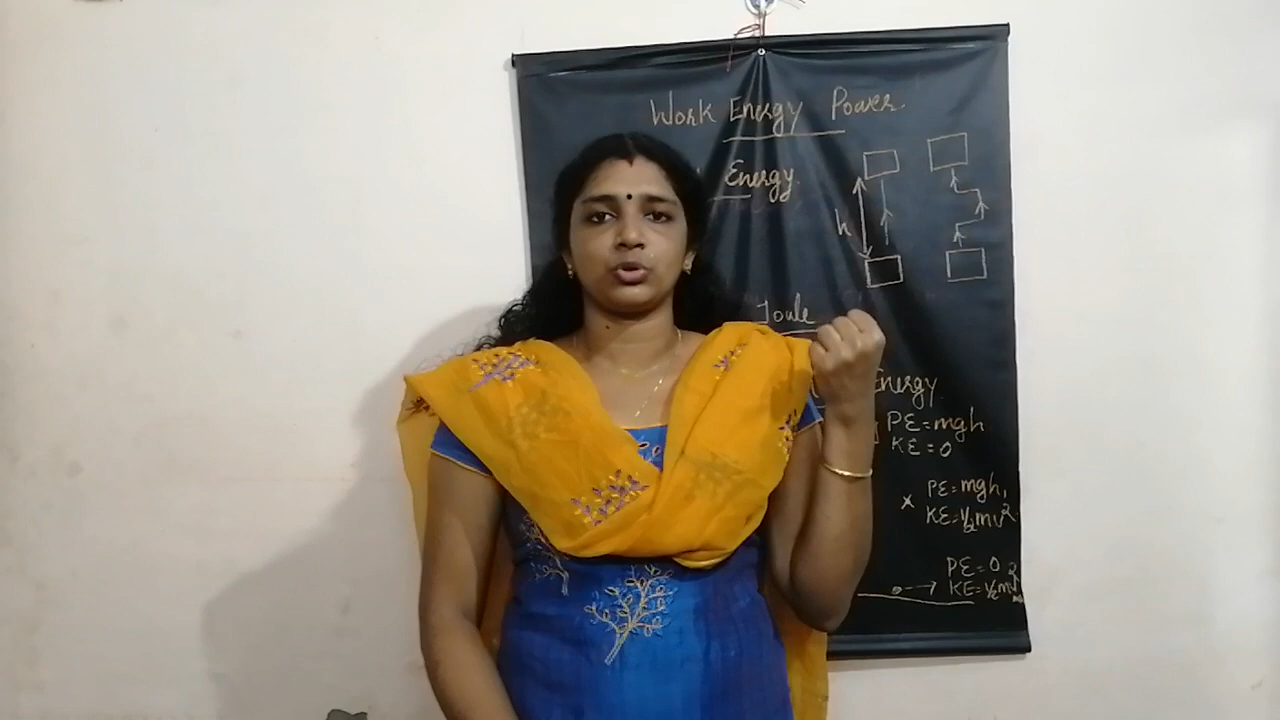 Work Energy Power.
Energy
h
Joule
Energy
PE=mgh
KE=0
x PE=mgh,
KE=1/2mv²
PE=0
KE=1/2mv²